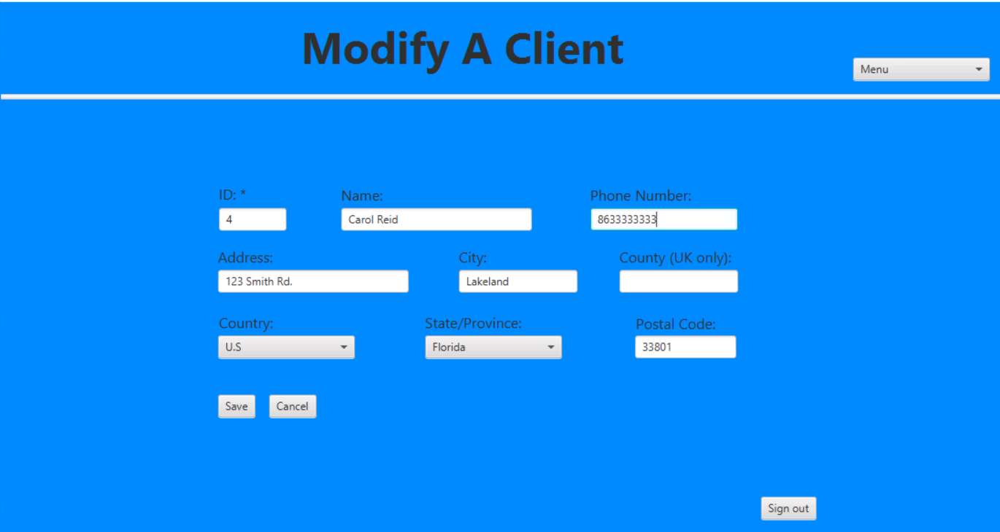 Modify A Client
Menu
ID: * Name: Phone Number:
4 Carol Reid 8633333333
Address: City: County (UK only):
123 Smith Rd. Lakeland
Country: State/Province: Postal Code:
U.S Florida 33801
Save Cancel
Sign out